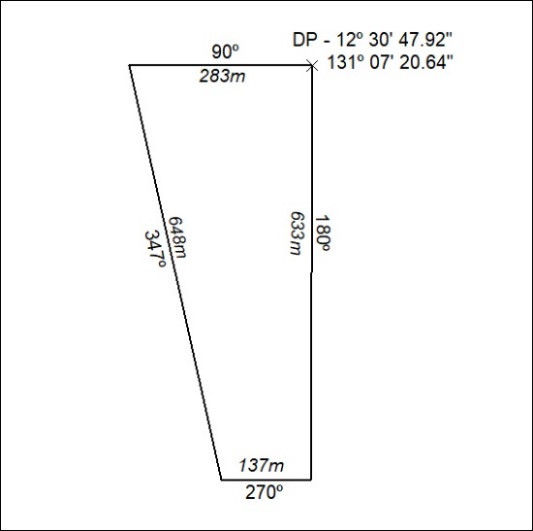 DP - 12º 30' 47.92"
131º 07' 20.64"
90º
283m
648m
347º
633m
180º
137m
270º